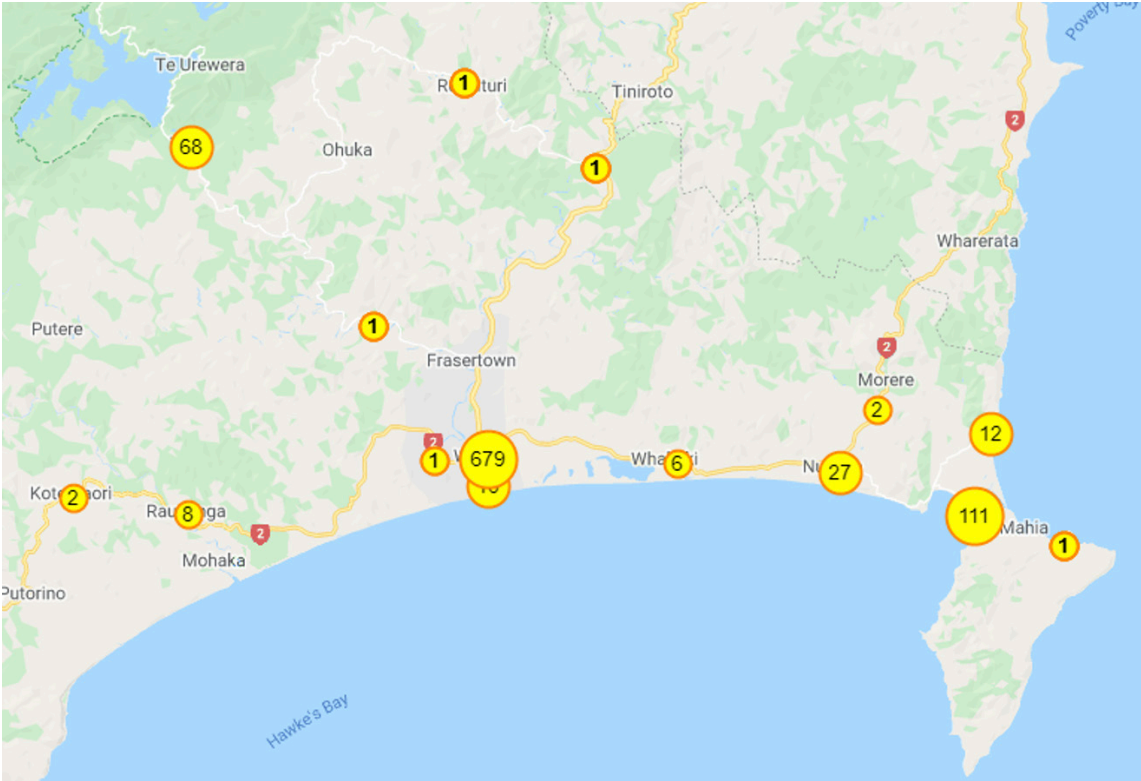 Poverty Bay
Te Urewera
1
Tiniroto
2
68
Ohuka
1
Wharerata
1
Putere
Frasertown
2
Morere
2
2
12
1
679
6
27
2
8
111
Mahia
2
1
Mohaka
Putorino
Hawke's Bay